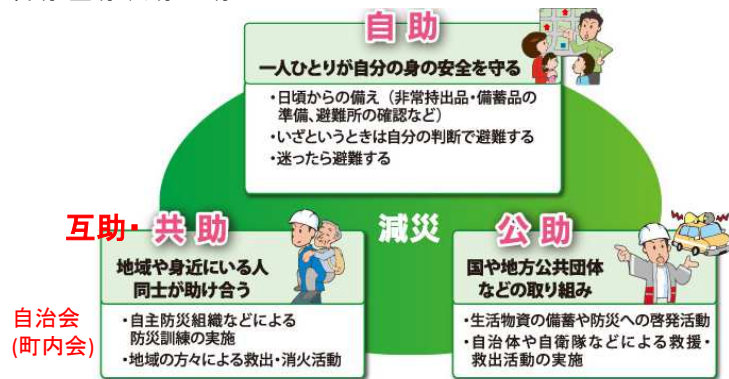 自助
一人ひとりが自分の身の安全を守る
・日頃からの備え（非常持出品・備蓄品の
準備、避難所の確認など）
・いざというときは自分の判断で避難する
・迷ったら避難する
減災
互助・共助
地域や身近にいる人
同士が助け合う
自治会
(町内会)
・自主防災組織などによる
防災訓練の実施
・地域の方々による救出・消火活動
公助
国や地方公共団体
などの取り組み
・生活物資の備蓄や防災への啓発活動
・自治体や自衛隊などによる救援・
救出活動の実施